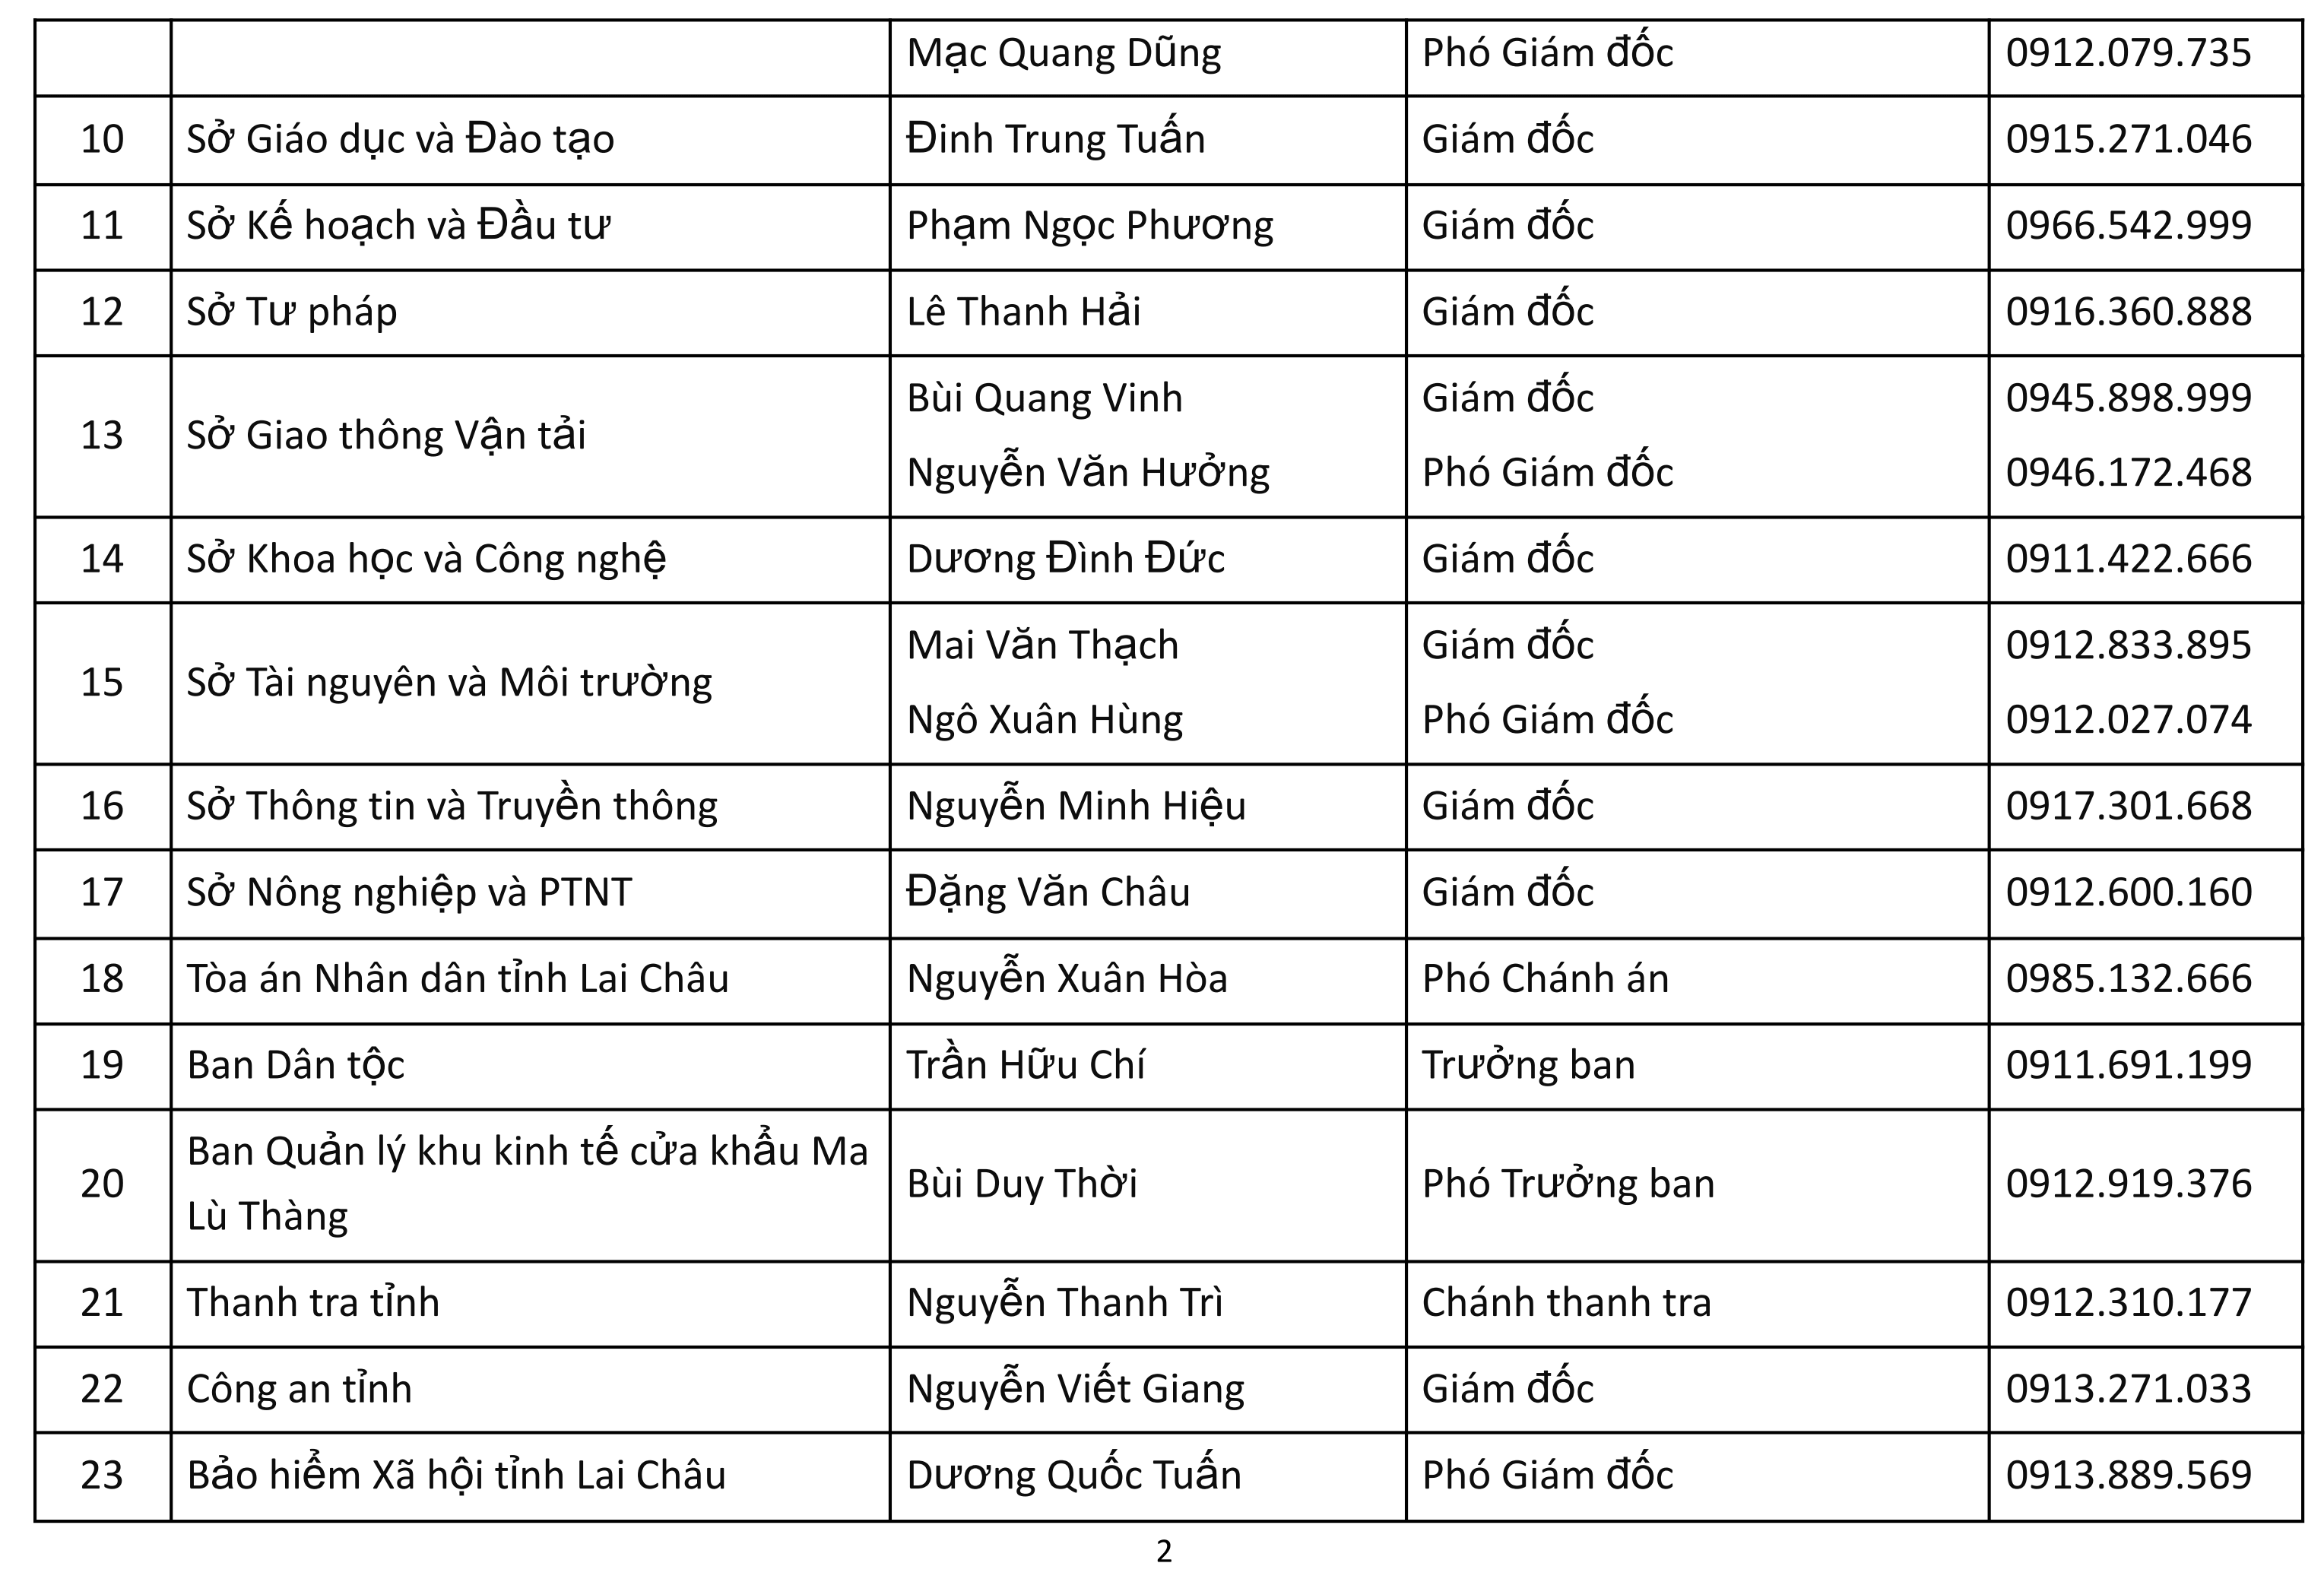 Mạc Quang Dũng Phó Giám đốc 0912.079.735
10 Sở Giáo dục và Đào tạo Đinh Trung Tuấn Giám đốc 0915.271.046
11 Sở Kế hoạch và Đầu tư Phạm Ngọc Phương Giám đốc 0966.542.999
12 Sở Tư pháp Lê Thanh Hải Giám đốc 0916.360.888
13 Sở Giao thông Vận tải Bùi Quang Vinh Giám đốc 0945.898.999
Nguyễn Văn Hưởng Phó Giám đốc 0946.172.468
14 Sở Khoa học và Công nghệ Dương Đình Đức Giám đốc 0911.422.666
15 Sở Tài nguyên và Môi trường Mai Văn Thạch Giám đốc 0912.833.895
Ngô Xuân Hùng Phó Giám đốc 0912.027.074
16 Sở Thông tin và Truyền thông Nguyễn Minh Hiệu Giám đốc 0917.301.668
17 Sở Nông nghiệp và PTNT Đặng Văn Châu Giám đốc 0912.600.160
18 Tòa án Nhân dân tỉnh Lai Châu Nguyễn Xuân Hòa Phó Chánh án 0985.132.666
19 Ban Dân tộc Trần Hữu Chí Trưởng ban 0911.691.199
20 Ban Quản lý khu kinh tế cửa khẩu Ma
Lù Thàng Bùi Duy Thời Phó Trưởng ban 0912.919.376
21 Thanh tra tỉnh Nguyễn Thanh Trì Chánh thanh tra 0912.310.177
22 Công an tỉnh Nguyễn Viết Giang Giám đốc 0913.271.033
23 Bảo hiểm Xã hội tỉnh Lai Châu Dương Quốc Tuấn Phó Giám đốc 0913.889.569
2